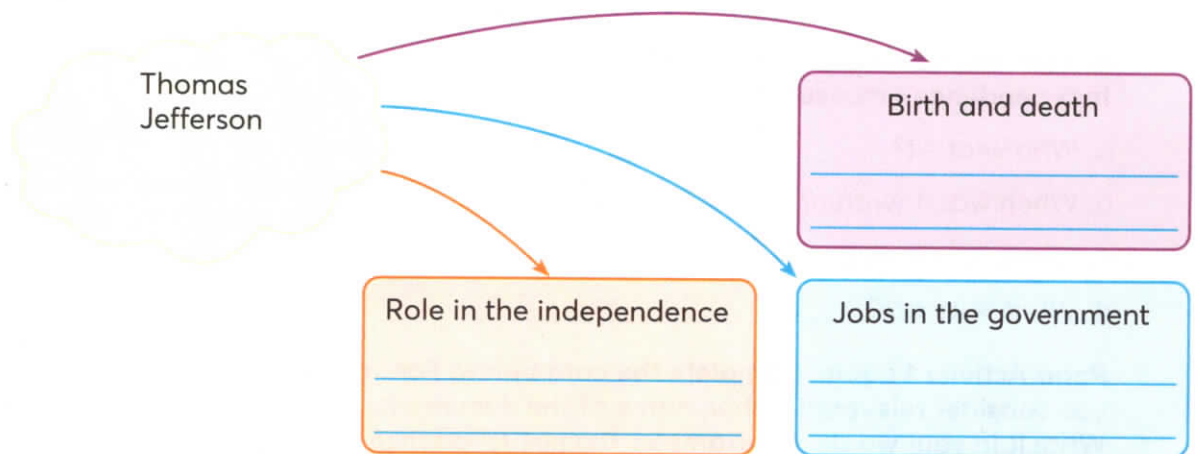 Thomas
Jefferson
Birth and death
Role in the independence
Jobs in the government